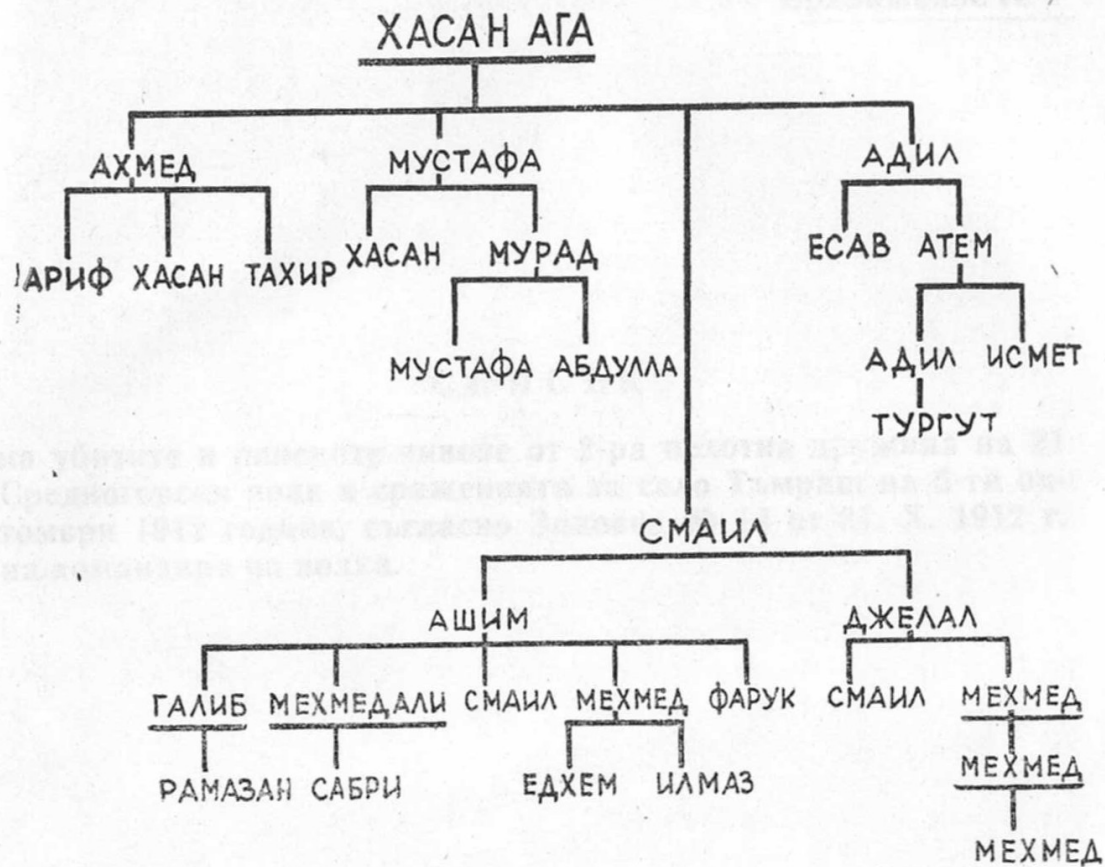 ХАСАН АГА
АХМЕД МУСТАФА АДИЛ
АРИФ ХАСАН ТАХИР ХАСАН МУРАД ЕСАВ АТЕМ
МУСТАФА АБДУЛЛА АДИЛ ИСМЕТ
ТУРГУТ
СМАИЛ
АШИМ ДЖЕЛАЛ
ГАЛИБ МЕХМЕДАЛИ СМАИЛ МЕХМЕД ФАРУК СМАИЛ МЕХМЕД
РАМАЗАН САБРИ ЕДХЕМ ИЛМАЗ МЕХМЕД
МЕХМЕД